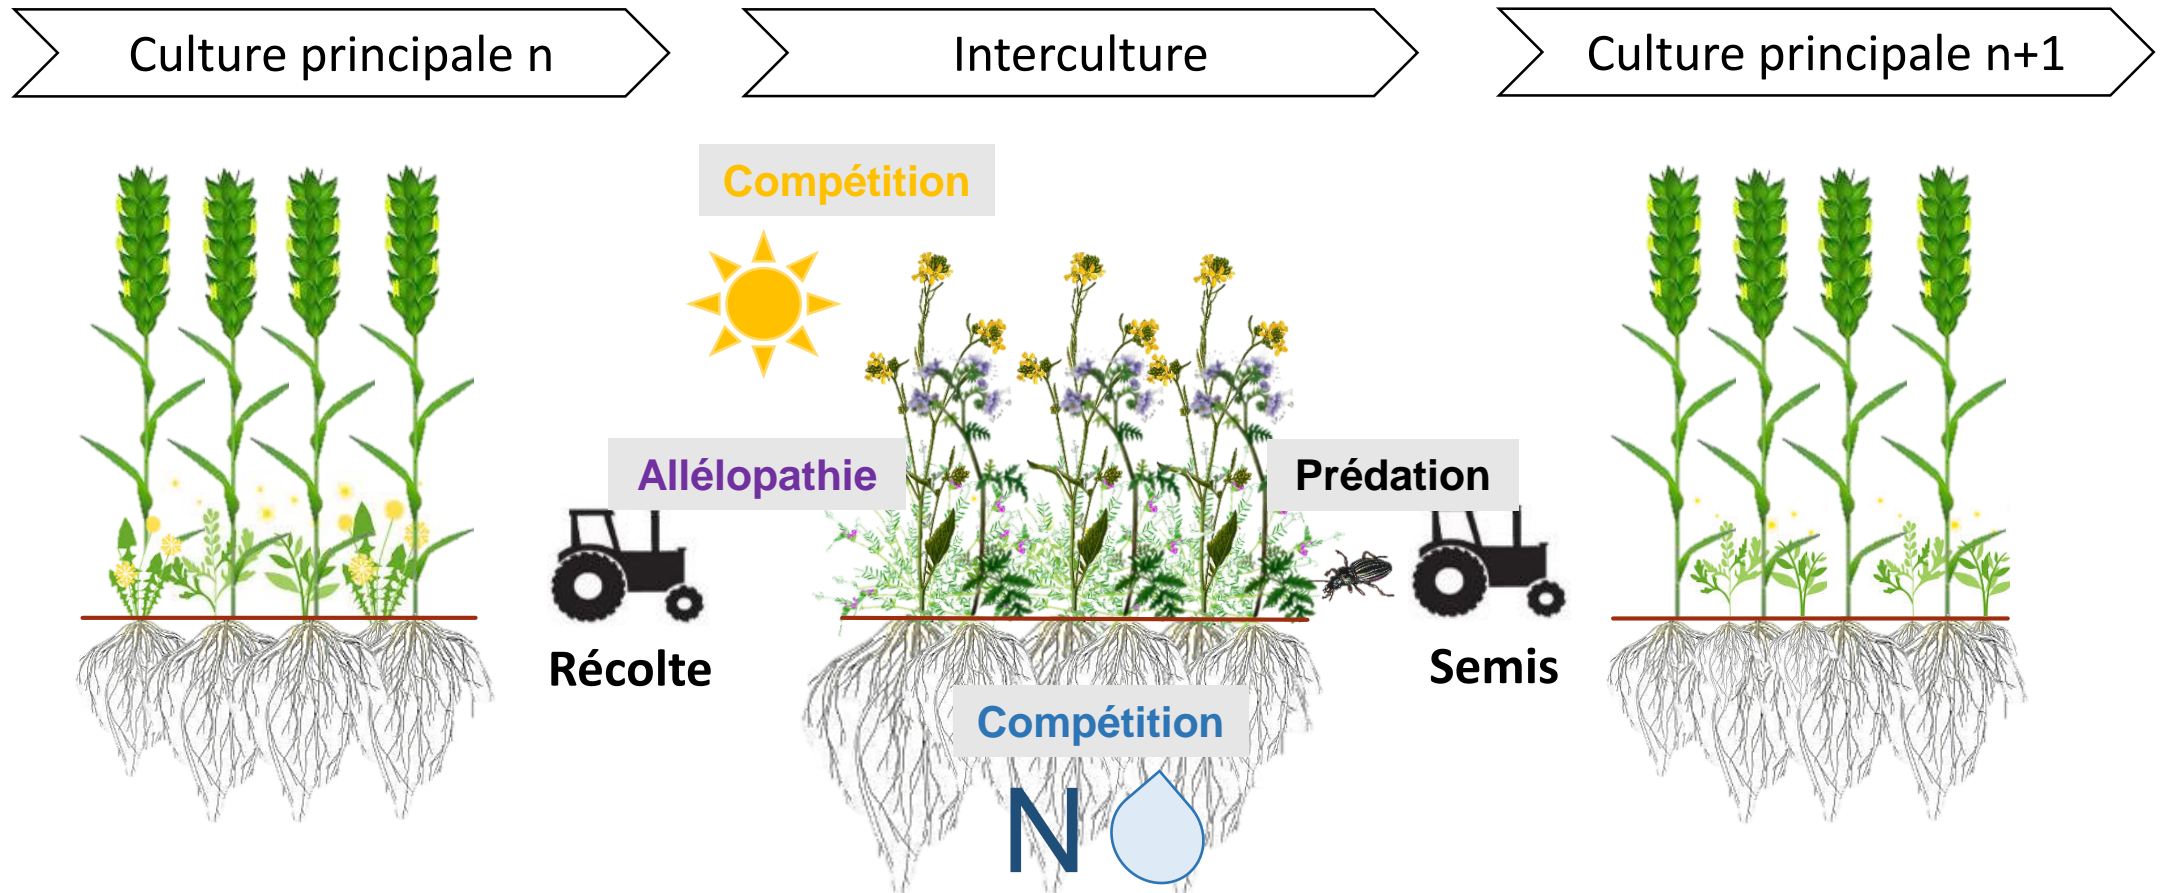 Culture principale n
Interculture
Culture principale n+1
Compétition
Allélopathie
Prédation
Récolte
Semis
Compétition
N